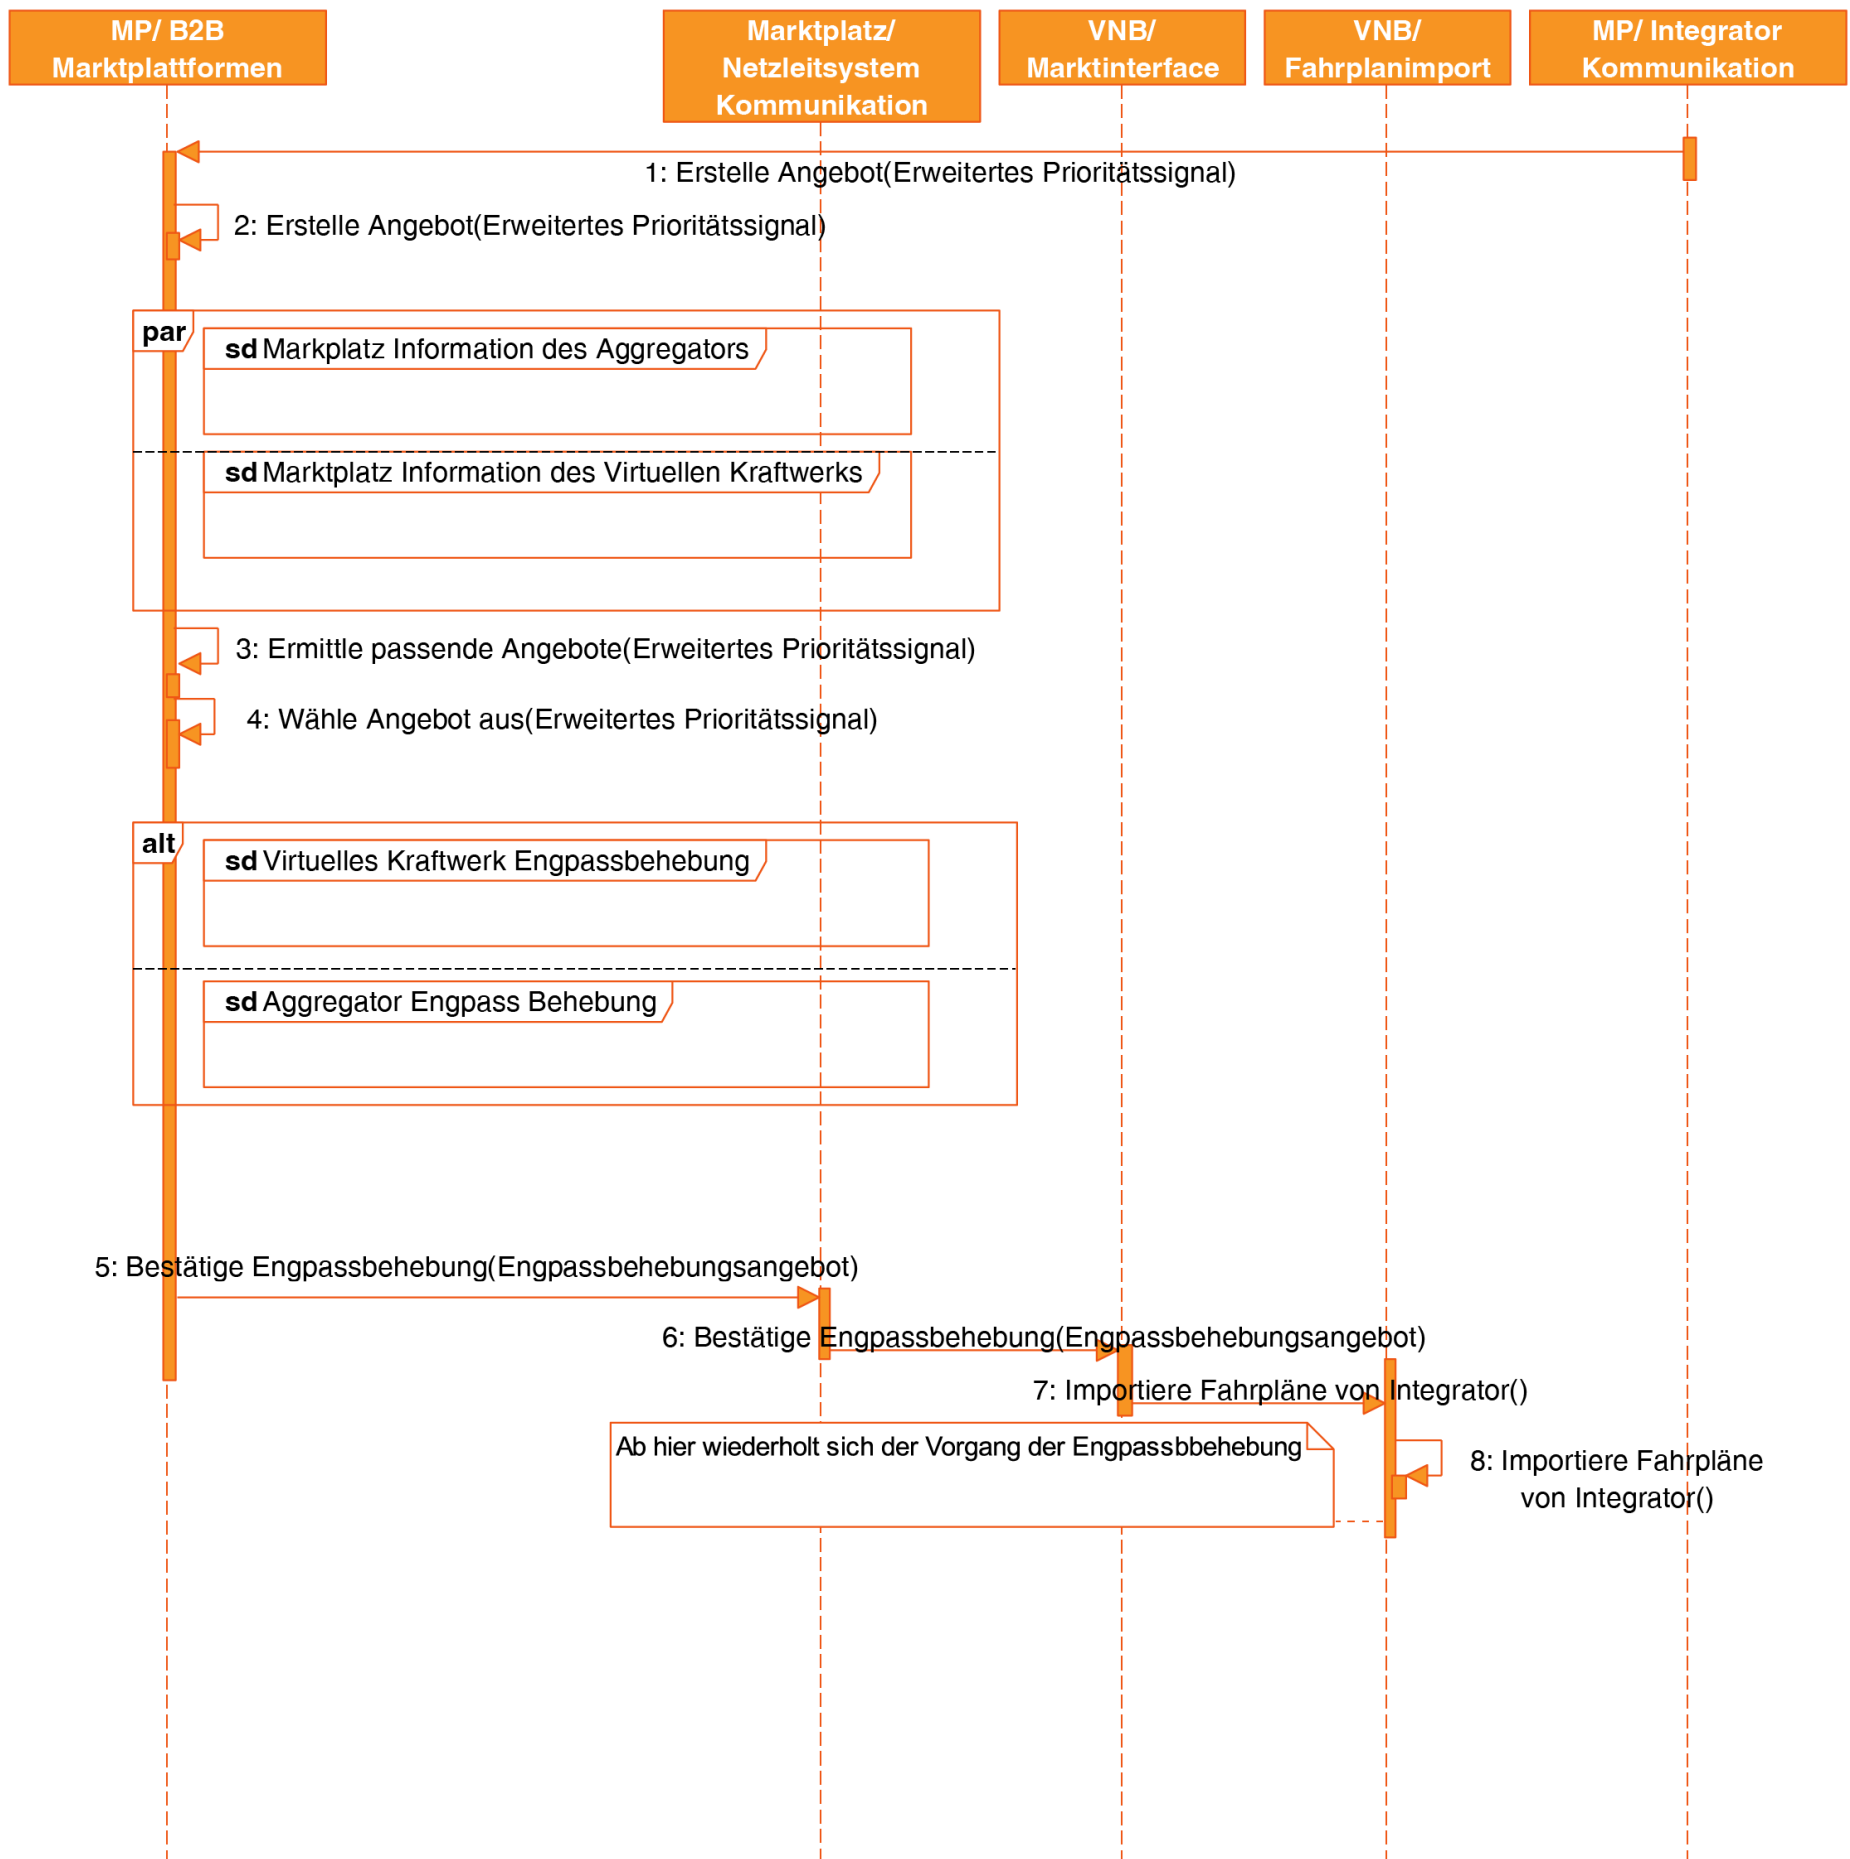 MP/ B2B
Marktplattformen
Marktplatz/
Netzleitsystem
Kommunikation
VNB/
Marktinterface
VNB/
Fahrplanimport
MP/ Integrator
Kommunikation
1: Erstelle Angebot(Erweitertes Prioritätssignal)
2: Erstelle Angebot(Erweitertes Prioritätssignal)
par
sd Markplatz Information des Aggregators
sd Marktplatz Information des Virtuellen Kraftwerks
3: Ermittle passende Angebote(Erweitertes Prioritätssignal)
4: Wähle Angebot aus(Erweitertes Prioritätssignal)
alt
sd Virtuelles Kraftwerk Engpassbehebung
sd Aggregator Engpass Behebung
5: Bestätige Engpassbehebung(Engpassbehebungsangebot)
6: Bestätige Engpassbehebung(Engpassbehebungsangebot)
7: Importiere Fahrpläne von Integrator()
Ab hier wiederholt sich der Vorgang der Engpassbbehebung
8: Importiere Fahrpläne
von Integrator()